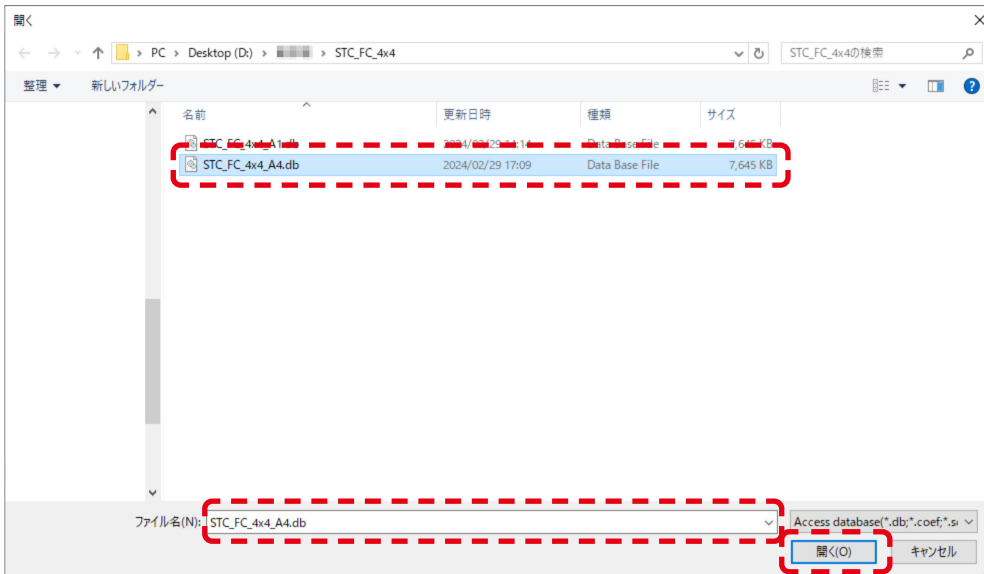 開く
PC > Desktop (D:) > > STC_FC_4x4
STC_FC_4x4の検索
整理 新しいフォルダー
名前 更新日時 種類 サイズ
STC_FC_4x4_A1.db 2024/02/29 14:14 Data Base File 7,645 KB
STC_FC_4x4_A4.db 2024/02/29 17:09 Data Base File 7,645 KB
ファイル名(N): STC_FC_4x4_A4.db
Access database(*.db;*.coef;*.s
開く(O) キャンセル